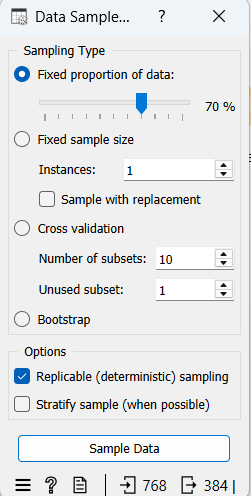 Data Sample...
Sampling Type
Fixed proportion of data:
70 %
Fixed sample size
Instances: 1
Sample with replacement
Cross validation
Number of subsets: 10
Unused subset: 1
Bootstrap
Options
Replicable (deterministic) sampling
Stratify sample (when possible)
Sample Data
? 768 384 |